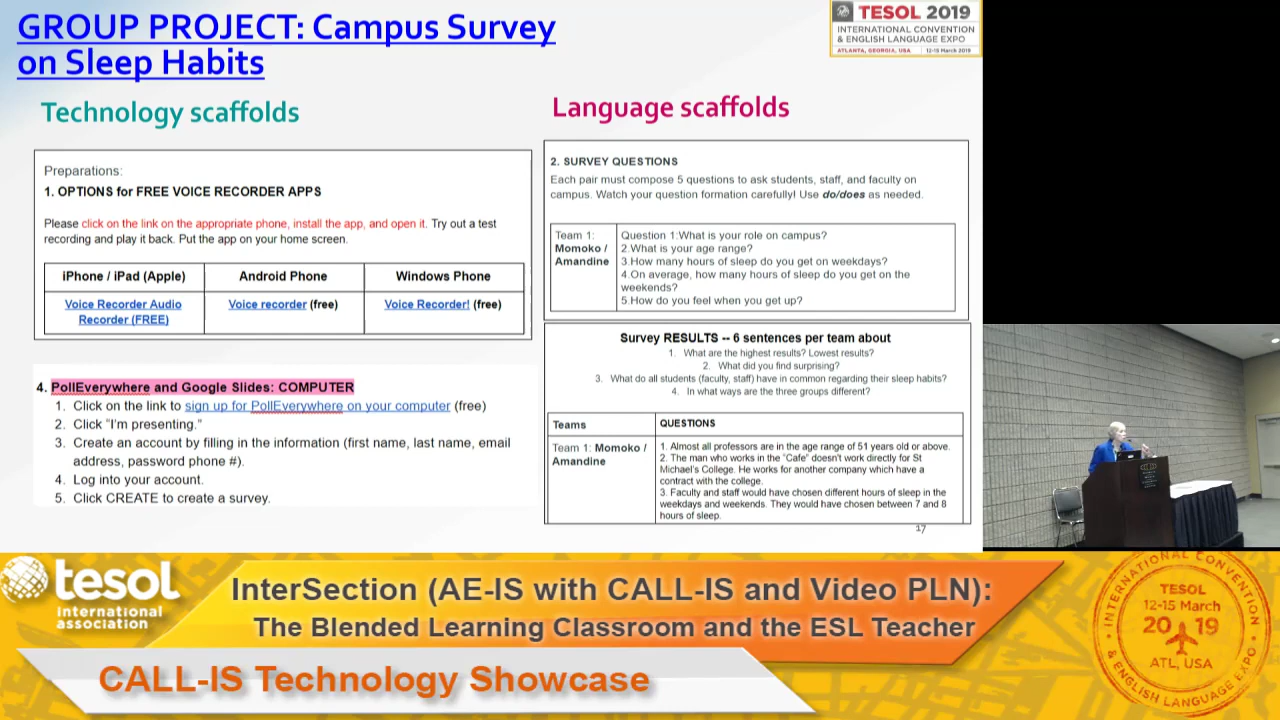 GROUP PROJECT: Campus Survey
on Sleep Habits
TESOL 2019
INTERNATIONAL CONVENTION
& ENGLISH LANGUAGE EXPO
ATLANTA, GEORGIA, USA 12-15 March 2019
Technology scaffolds
Preparations:
1. OPTIONS for FREE VOICE RECORDER APPS
Please click on the link on the appropriate phone, install the app, and open it. Try out a test
recording and play it back. Put the app on your home screen.
iPhone / iPad (Apple) Android Phone Windows Phone
Voice Recorder Audio Voice recorder (free) Voice Recorder! (free)
Recorder (FREE)
4. PollEverywhere and Google Slides: COMPUTER
1. Click on the link to sign up for PollEverywhere on your computer (free)
2. Click "I'm presenting."
3. Create an account by filling in the information (first name, last name, email
address, password phone #).
4. Log into your account.
5. Click CREATE to create a survey.
Language scaffolds
2. SURVEY QUESTIONS
Each pair must compose 5 questions to ask students, staff, and faculty on
campus. Watch your question formation carefully! Use do/does as needed.
Team 1: Question 1:What is your role on campus?
Momoko / 2.What is your age range?
Amandine 3.How many hours of sleep do you get on weekdays?
4.On average, how many hours of sleep do you get on the
weekends?
5.How do you feel when you get up?
Survey RESULTS -- 6 sentences per team about
1. What are the highest results? Lowest results?
2. What did you find surprising?
3. What do all students (faculty, staff) have in common regarding their sleep habits?
4. In what ways are the three groups different?
Teams QUESTIONS
Team 1: Momoko / 1. Almost all professors are in the age range of 51 years old or above.
Amandine 2. The man who works in the "Cafe" doesn't work directly for St
Michael's College. He works for another company which have a
contract with the college.
3. Faculty and staff would have chosen different hours of sleep in the
weekdays and weekends. They would have chosen between 7 and 8
hours of sleep.
17
tesol
international
association
InterSection (AE-IS with CALL-IS and Video PLN):
The Blended Learning Classroom and the ESL Teacher
CALL-IS Technology Showcase
INTERNATIONAL CONVENTION
TESOL
12-15 March
20 19
ATL, USA
& ENGLISH LANGUAGE EXPO